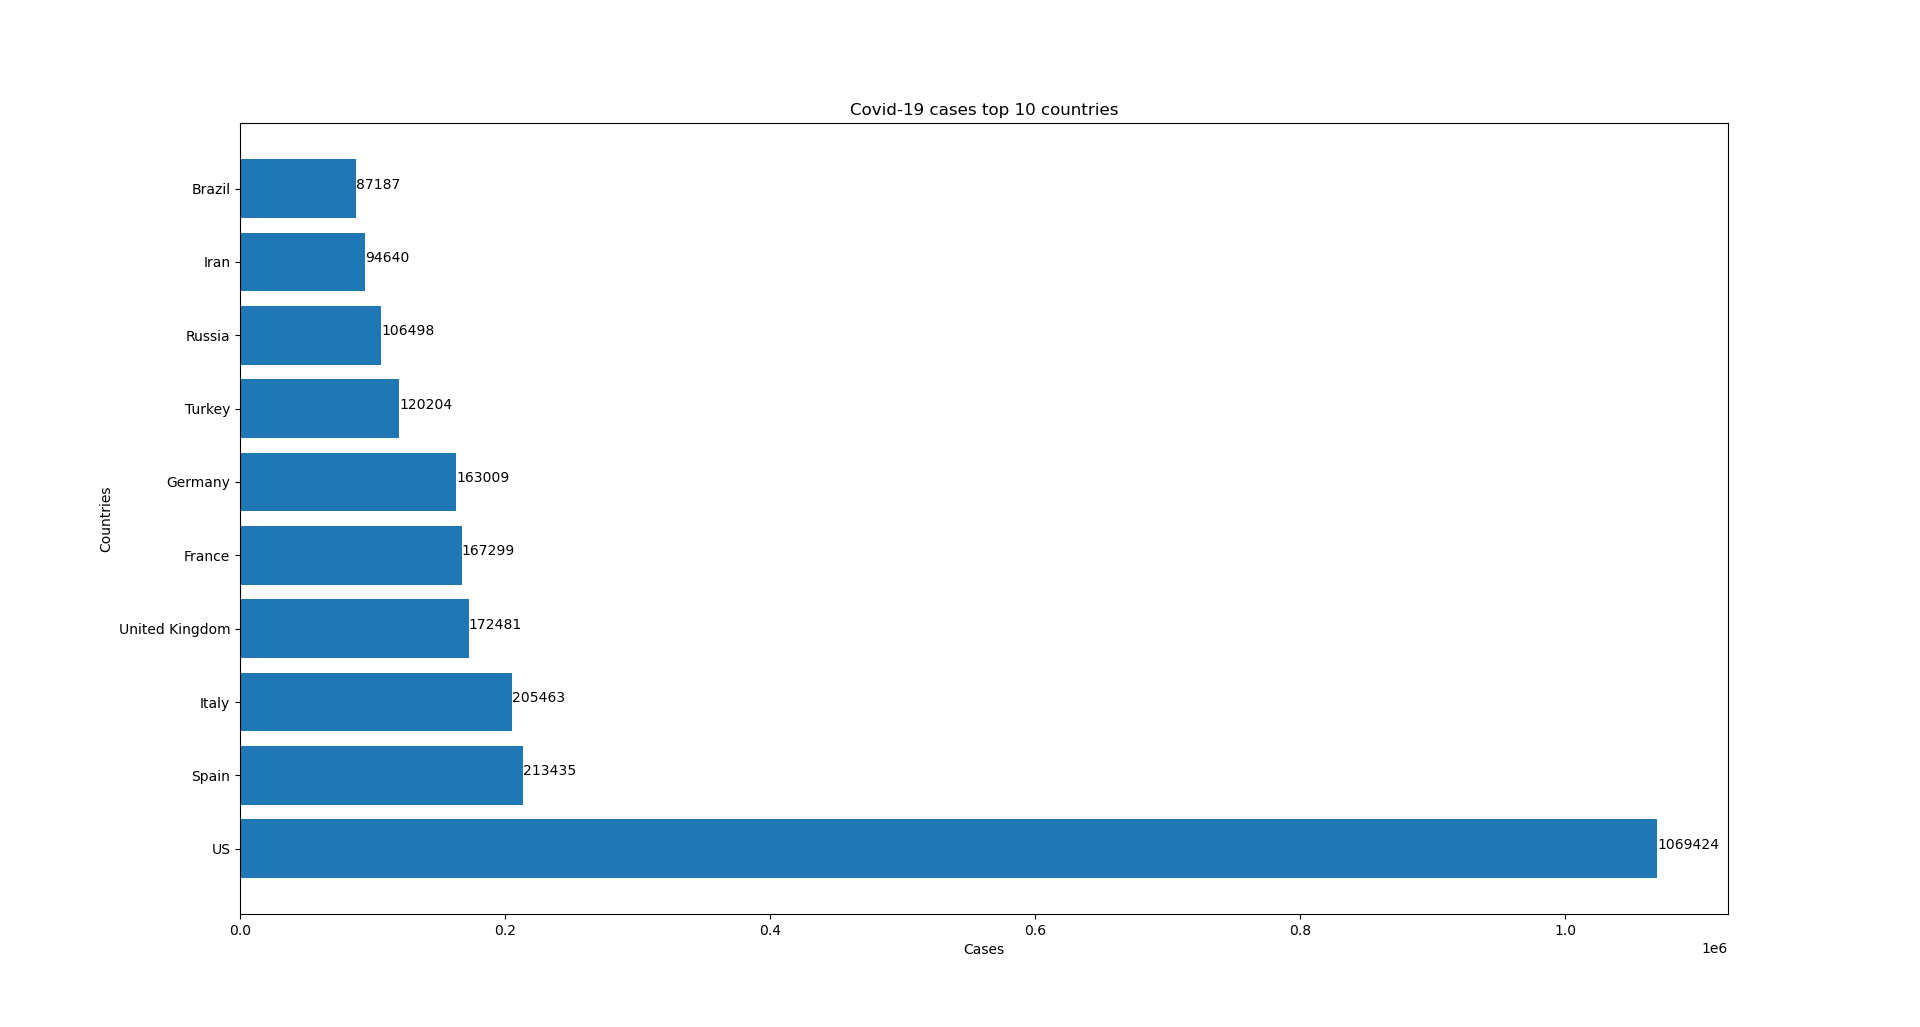 Covid-19 cases top 10 countries
Brazil 87187
Iran 94640
Russia 106498
Turkey 120204
Germany 163009
Countries
France 167299
United Kingdom 172481
Italy 205463
Spain 213435
US 1069424
0.0 0.2 0.4 0.6 0.8 1.0
Cases
1e6